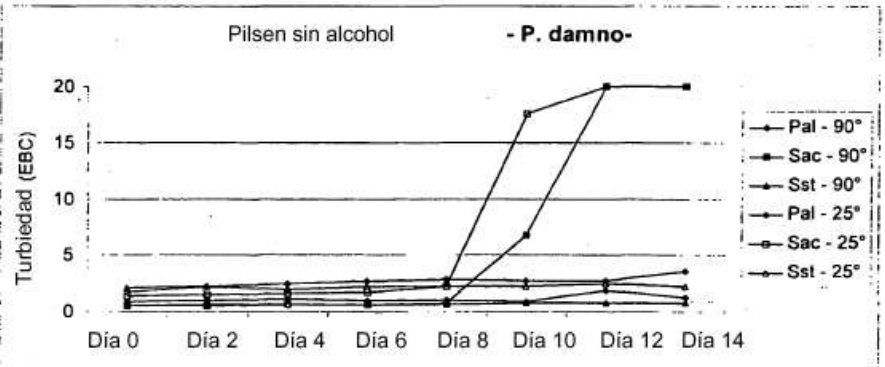 Pilsen sin alcohol - P. damno-
Turbiedad (EBC)
20
15
10
5
0
Día 0 Día 2 Día 4 Día 6 Día 8 Día 10 Día 12 Día 14
Pal - 90°
Sac - 90°
Sst - 90°
Pal - 25°
Sac - 25°
Sst - 25°